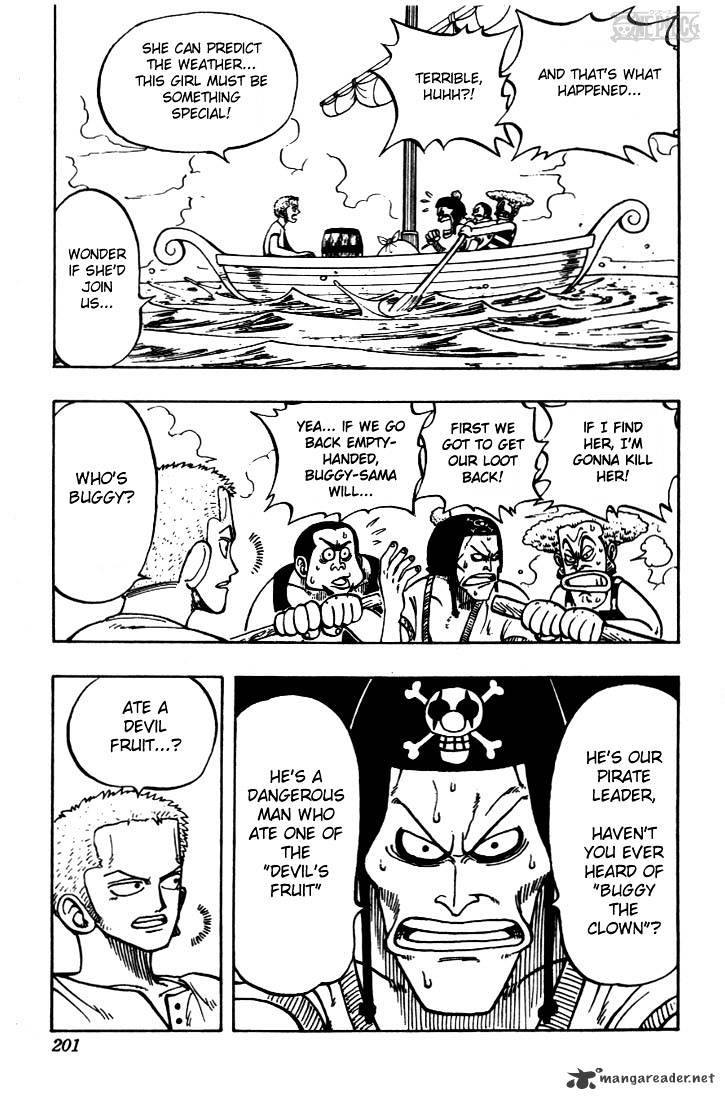 ONE PIECE
AND THAT'S WHAT
HAPPENED...
TERRIBLE,
HUHH?!
SHE CAN PREDICT
THE WEATHER...
THIS GIRL MUST BE
SOMETHING
SPECIAL!
WONDER
IF SHE'D
JOIN
US...
IF I FIND
HER, I'M
GONNA KILL
HER!
FIRST WE
GOT TO GET
OUR LOOT
BACK!
YEA... IF WE GO
BACK EMPTY-
HANDED,
BUGGY-SAMA
WILL...
WHO'S
BUGGY?
HE'S OUR
PIRATE
LEADER,
HAVEN'T
YOU EVER
HEARD OF
"BUGGY
THE
CLOWN"?
HE'S A
DANGEROUS
MAN WHO
ATE ONE OF
THE
"DEVIL'S
FRUIT"
ATE A
DEVIL
FRUIT...?
201
mangareader.net